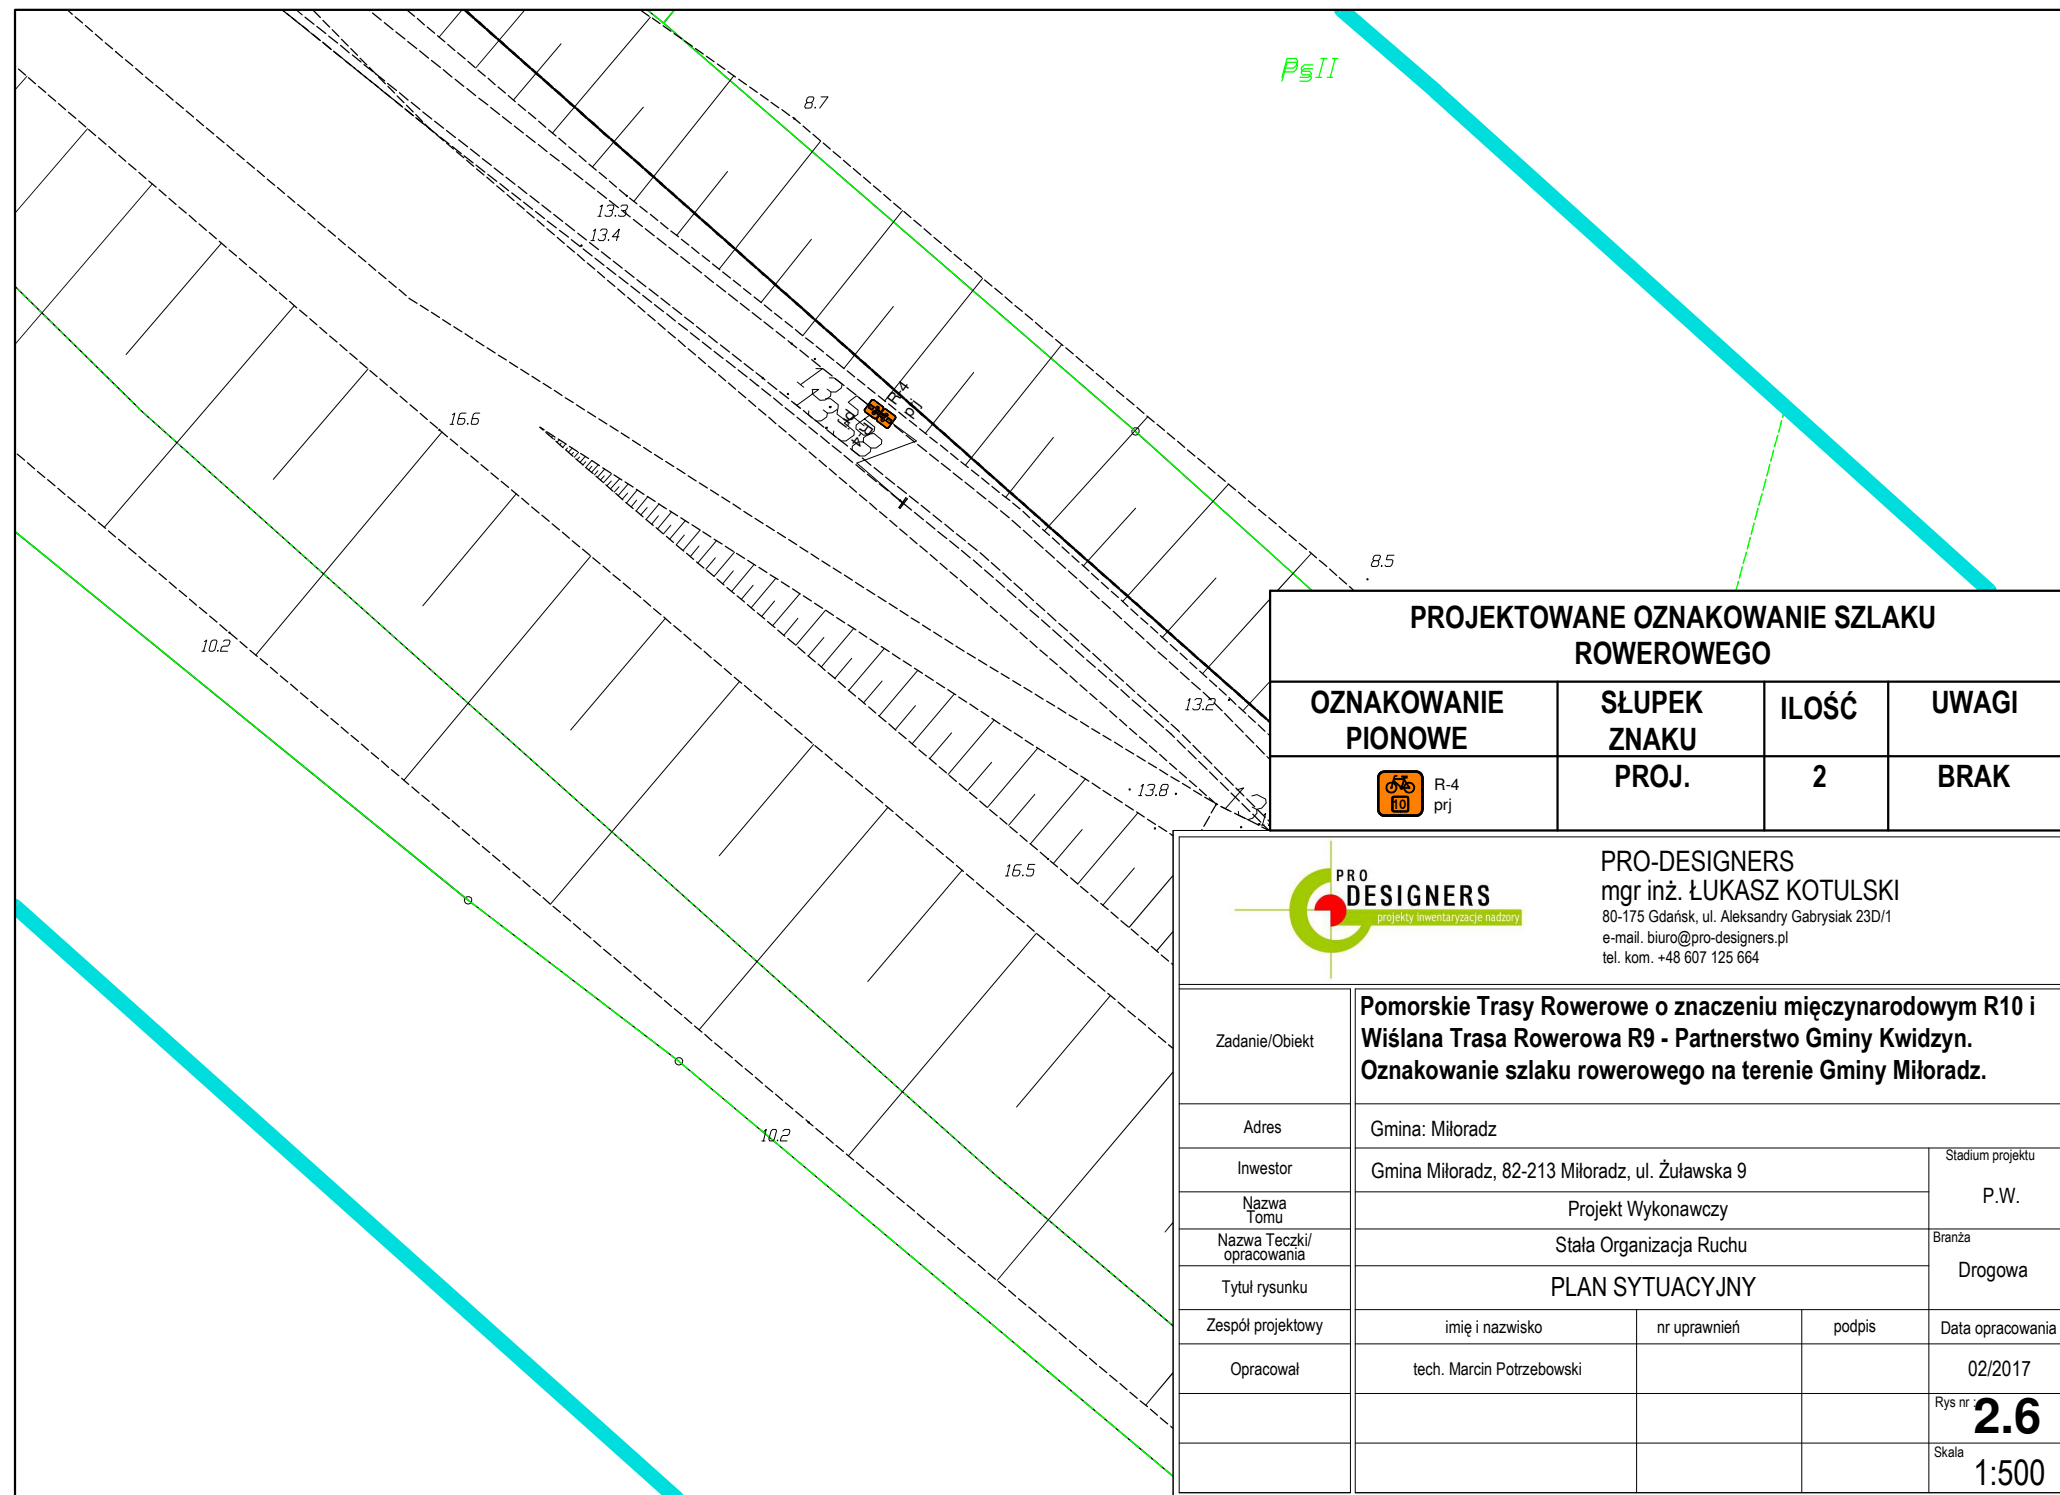 PsII
8.7
13.3
13.4
R-4
prj
16.6
8.5
10.2
13.2
13.8
16.5
10.2
PROJEKTOWANE OZNAKOWANIE SZLAKU
ROWEROWEGO
OZNAKOWANIE
PIONOWE
SŁUPEK
ZNAKU
ILOŚĆ
UWAGI
10
R-4
prj
PROJ.
2
BRAK
PRO
DESIGNERS
projekty inwentaryzacje nadzory
PRO-DESIGNERS
mgr inż. ŁUKASZ KOTULSKI
80-175 Gdańsk, ul. Aleksandry Gabrysiak 23D/1
e-mail. biuro@pro-designers.pl
tel. kom. +48 607 125 664
Zadanie/Obiekt
Pomorskie Trasy Rowerowe o znaczeniu mięczynarodowym R10 i
Wiślana Trasa Rowerowa R9 - Partnerstwo Gminy Kwidzyn.
Oznakowanie szlaku rowerowego na terenie Gminy Miłoradz.
Adres
Gmina: Miłoradz
Inwestor
Gmina Miłoradz, 82-213 Miłoradz, ul. Żuławska 9
Stadium projektu
P.W.
Nazwa
Tomu
Projekt Wykonawczy
Nazwa Teczki/
opracowania
Stała Organizacja Ruchu
Branża
Drogowa
Tytuł rysunku
PLAN SYTUACYJNY
Zespół projektowy
imię i nazwisko
nr uprawnień
podpis
Data opracowania
Opracował
tech. Marcin Potrzebowski
02/2017
Rys nr :
2.6
Skala
1:500